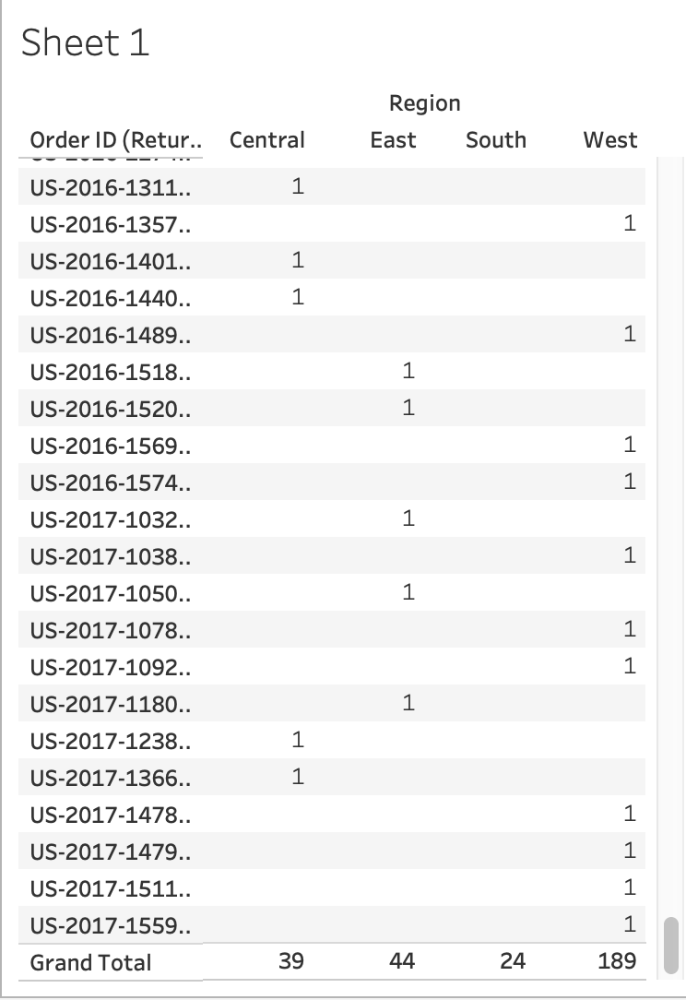 Sheet 1
Region
Order ID (Retur.. Central East South West
US-2016-1311.. 1
US-2016-1357.. 1
US-2016-1401.. 1
US-2016-1440.. 1
US-2016-1489.. 1
US-2016-1518.. 1
US-2016-1520.. 1
US-2016-1569.. 1
US-2016-1574.. 1
US-2017-1032.. 1
US-2017-1038.. 1
US-2017-1050.. 1
US-2017-1078.. 1
US-2017-1092.. 1
US-2017-1180.. 1
US-2017-1238.. 1
US-2017-1366.. 1
US-2017-1478.. 1
US-2017-1479.. 1
US-2017-1511.. 1
US-2017-1559.. 1
Grand Total 39 44 24 189